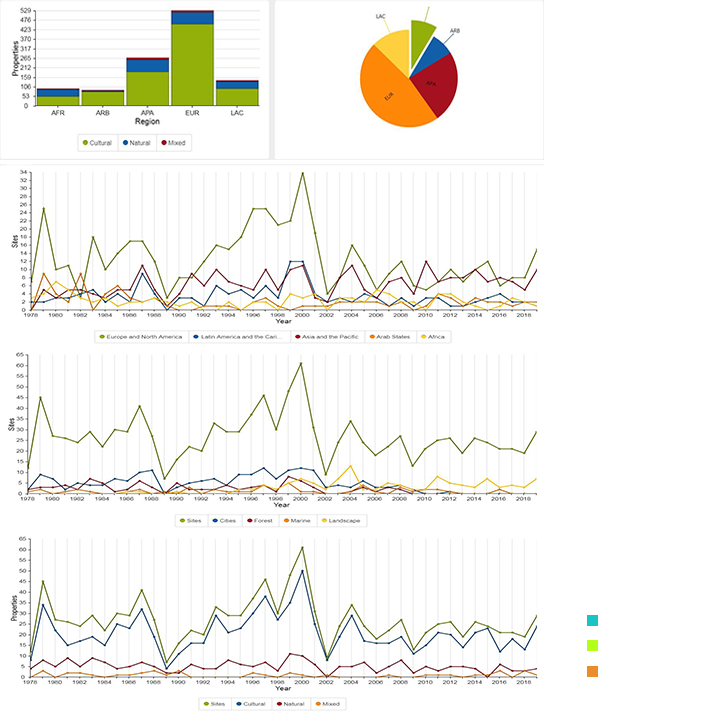 529
476
423
370
317
265
212
159
106
53
0
Properties
AFR ARB APA EUR LAC
Region
Cultural Natural Mixed
LAC
ARB
APA
EUR
34
32
30
28
26
24
22
20
18
16
14
12
10
8
6
4
2
0
Sites
1978 1980 1982 1984 1986 1988 1990 1992 1994 1996 1998 2000 2002 2004 2006 2008 2010 2012 2014 2016 2018
Year
Europe and North America Latin America and the Cari... Asia and the Pacific Arab States Africa
65
60
55
50
45
40
35
30
25
20
15
10
5
0
Sites
1978 1980 1982 1984 1986 1988 1990 1992 1994 1996 1998 2000 2002 2004 2006 2008 2010 2012 2014 2016 2018
Year
Sites Cities Forest Marine Landscape
65
60
55
50
45
40
35
30
25
20
15
10
5
0
Properties
1978 1980 1982 1984 1986 1988 1990 1992 1994 1996 1998 2000 2002 2004 2006 2008 2010 2012 2014 2016 2018
Year
Sites Cultural Natural Mixed